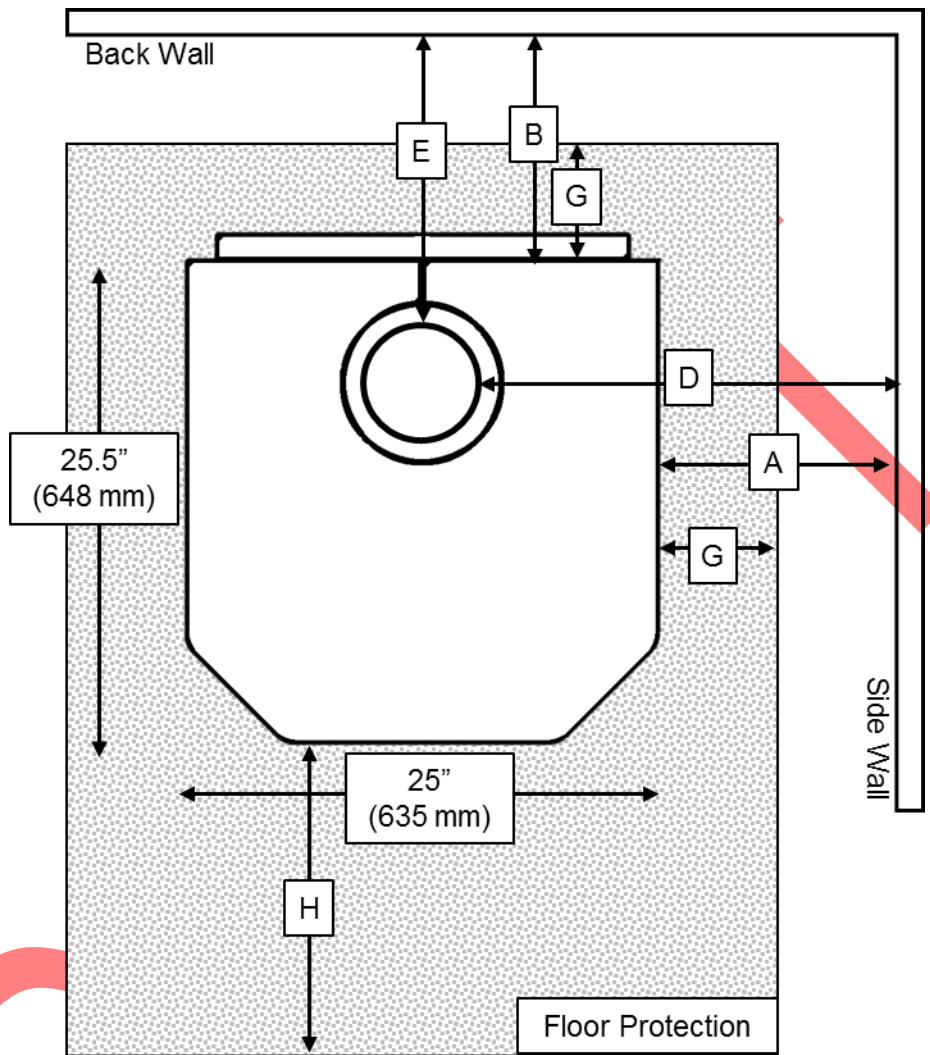 Back Wall
E
B
G
D
25.5”
(648 mm)
A
G
Side Wall
25”
(635 mm)
H
Floor Protection